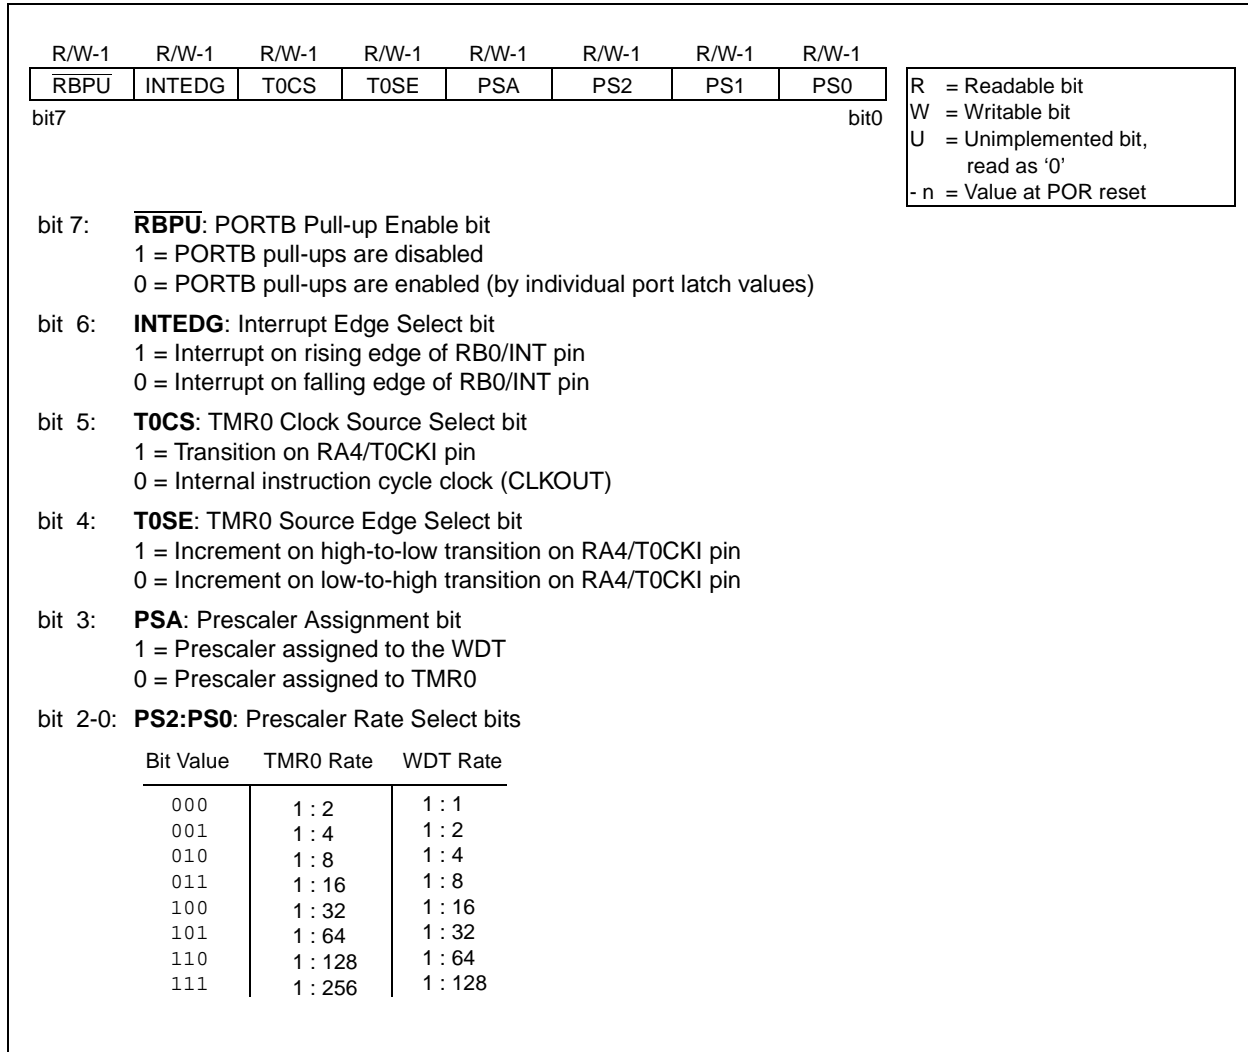 R/W-1 R/W-1 R/W-1 R/W-1 R/W-1 R/W-1 R/W-1 R/W-1
RBPU INTEDG T0CS T0SE PSA PS2 PS1 PS0
bit7 bit0
R = Readable bit
W = Writable bit
U = Unimplemented bit,
read as ‘0’
- n = Value at POR reset
bit 7: RBPU: PORTB Pull-up Enable bit
1 = PORTB pull-ups are disabled
0 = PORTB pull-ups are enabled (by individual port latch values)
bit 6: INTEDG: Interrupt Edge Select bit
1 = Interrupt on rising edge of RB0/INT pin
0 = Interrupt on falling edge of RB0/INT pin
bit 5: T0CS: TMR0 Clock Source Select bit
1 = Transition on RA4/T0CKI pin
0 = Internal instruction cycle clock (CLKOUT)
bit 4: T0SE: TMR0 Source Edge Select bit
1 = Increment on high-to-low transition on RA4/T0CKI pin
0 = Increment on low-to-high transition on RA4/T0CKI pin
bit 3: PSA: Prescaler Assignment bit
1 = Prescaler assigned to the WDT
0 = Prescaler assigned to TMR0
bit 2-0: PS2:PS0: Prescaler Rate Select bits
Bit Value TMR0 Rate WDT Rate
000 1 : 2 1 : 1
001 1 : 4 1 : 2
010 1 : 8 1 : 4
011 1 : 16 1 : 8
100 1 : 32 1 : 16
101 1 : 64 1 : 32
110 1 : 128 1 : 64
111 1 : 256 1 : 128